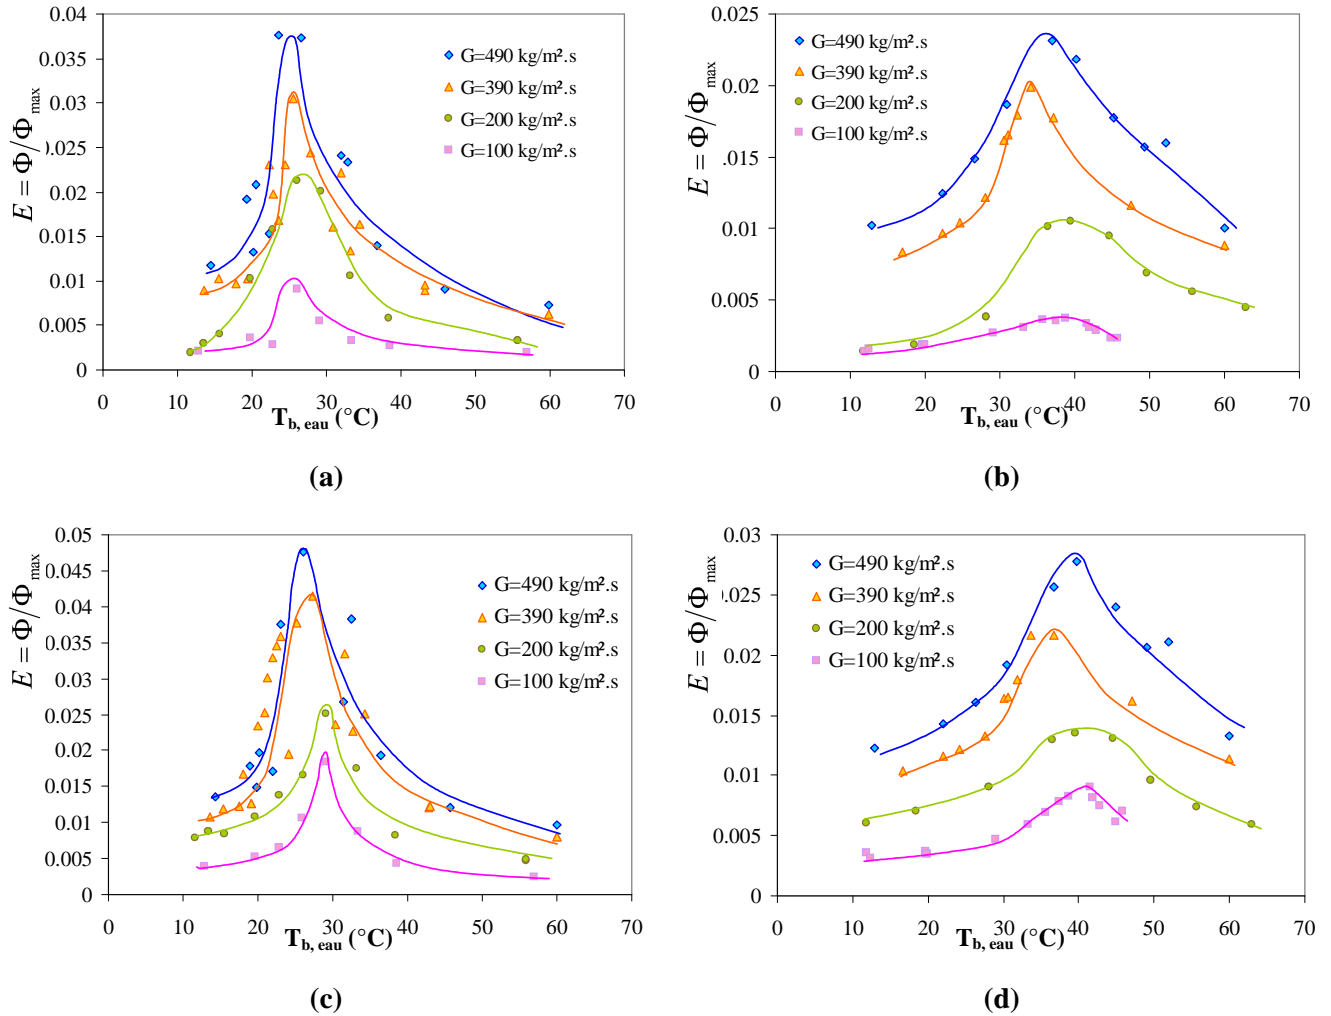 0.04
0.035
0.03
0.025
0.02
0.015
0.01
0.005
0
E = Φ/Φmax
G=490 kg/m².s
G=390 kg/m².s
G=200 kg/m².s
G=100 kg/m².s
0 10 20 30 40 50 60 70
Tb, eau (°C)
(a)
0.025
0.02
0.015
0.01
0.005
0
E = Φ/Φmax
G=490 kg/m².s
G=390 kg/m².s
G=200 kg/m².s
G=100 kg/m².s
0 10 20 30 40 50 60 70
Tb, eau (°C)
(b)
0.05
0.045
0.04
0.035
0.03
0.025
0.02
0.015
0.01
0.005
0
E = Φ/Φmax
G=490 kg/m².s
G=390 kg/m².s
G=200 kg/m².s
G=100 kg/m².s
0 10 20 30 40 50 60 70
Tb, eau (°C)
(c)
0.03
0.025
0.02
0.015
0.01
0.005
0
E = Φ/Φmax
G=490 kg/m².s
G=390 kg/m².s
G=200 kg/m².s
G=100 kg/m².s
0 10 20 30 40 50 60 70
Tb, eau (°C)
(d)